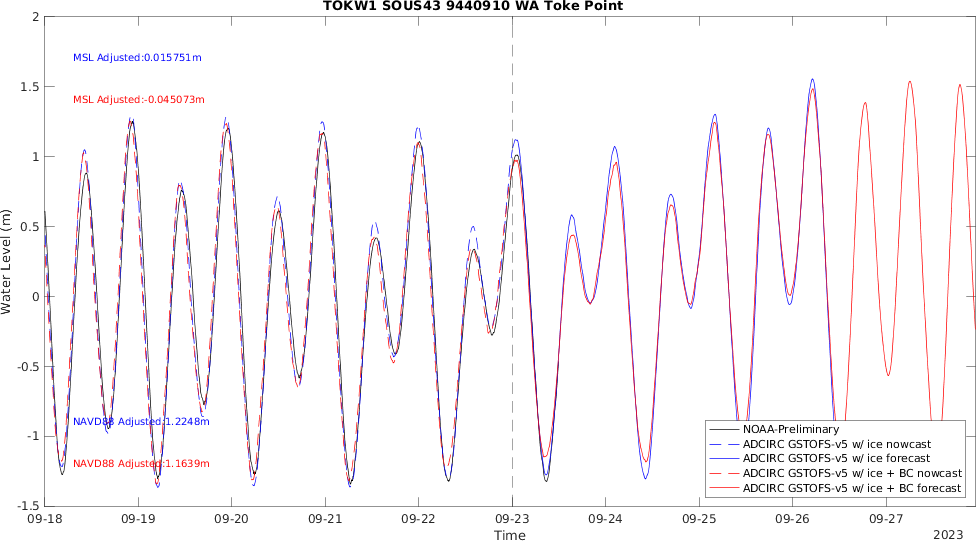 TOKW1 SOUS43 9440910 WA Toke Point
2
1.5
1
0.5
0
-0.5
-1
-1.5
Water Level (m)
MSL Adjusted:0.015751m
MSL Adjusted:-0.045073m
NAVD88 Adjusted:1.2248m
NAVD88 Adjusted:1.1639m
NOAA-Preliminary
ADCIRC GSTOFS-v5 w/ ice nowcast
ADCIRC GSTOFS-v5 w/ ice forecast
ADCIRC GSTOFS-v5 w/ ice + BC nowcast
ADCIRC GSTOFS-v5 w/ ice + BC forecast
09-18 09-19 09-20 09-21 09-22 09-23 09-24 09-25 09-26 09-27
Time
2023